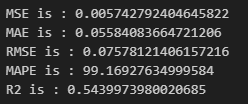 MSE is : 0.005742792404645822
MAE is : 0.05584083664721206
RMSE is : 0.07578121406157216
MAPE is : 99.16927634999584
R2 is : 0.5439973980020685